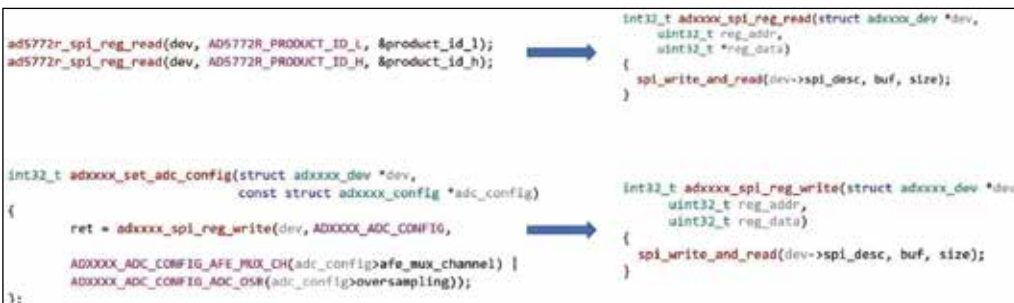 ad5772r_spi_reg_read(dev, AD5772R_PRODUCT_ID_L, &product_id_l);
ad5772r_spi_reg_read(dev, AD5772R_PRODUCT_ID_H, &product_id_h);
int32_t adxxxx_spi_reg_read(struct adxxxx_dev *dev,
uint32_t reg_addr,
uint32_t *reg_data)
{
spi_write_and_read(dev->spi_desc, buf, size);
}
int32_t adxxxx_set_adc_config(struct adxxxx_dev *dev,
const struct adxxxx_config *adc_config)
{
ret = adxxxx_spi_reg_write(dev, ADXXXX_ADC_CONFIG,
ADXXXX_ADC_CONFIG_AFE_MUX_CH(adc_config>afe_mux_channel) |
ADXXXX_ADC_CONFIG_ADC_OSR(adc_config>oversampling));
};
int32_t adxxxx_spi_reg_write(struct adxxxx_dev *dev
uint32_t reg_addr,
uint32_t reg_data)
{
spi_write_and_read(dev->spi_desc, buf, size);
}